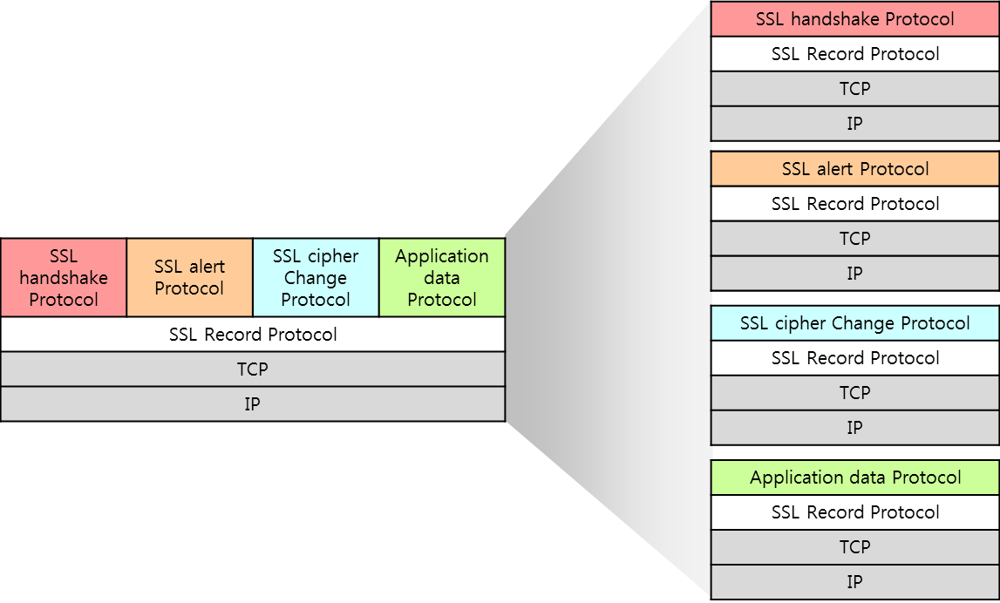 SSL
handshake
Protocol
SSL alert
Protocol
SSL cipher
Change
Protocol
Application
data
Protocol
SSL Record Protocol
TCP
IP
SSL handshake Protocol
SSL Record Protocol
TCP
IP
SSL alert Protocol
SSL Record Protocol
TCP
IP
SSL cipher Change Protocol
SSL Record Protocol
TCP
IP
Application data Protocol
SSL Record Protocol
TCP
IP